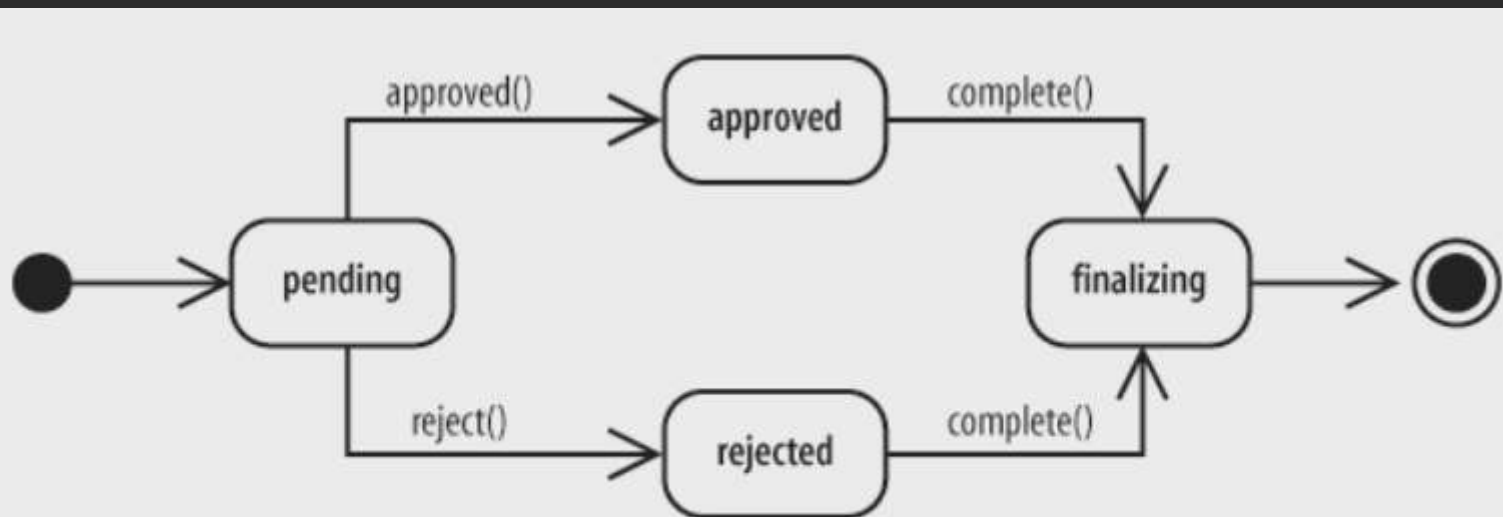 approved()
approved
complete()
pending
finalizing
reject()
rejected
complete()